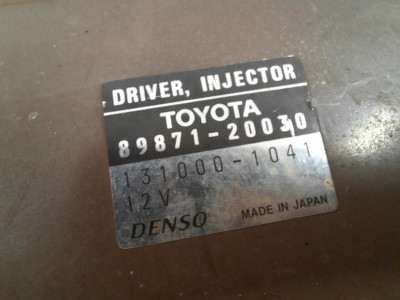 DRIVER, INJECTOR
TOYOTA
89871-20030
131000-1041
12V
DENSO MADE IN JAPAN